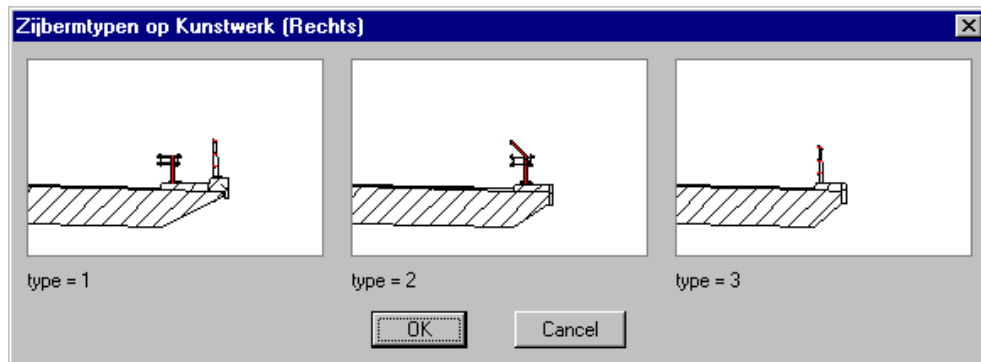 Zijbermtypen op Kunstwerk (Rechts)
type = 1
type = 2
type = 3
OK
Cancel